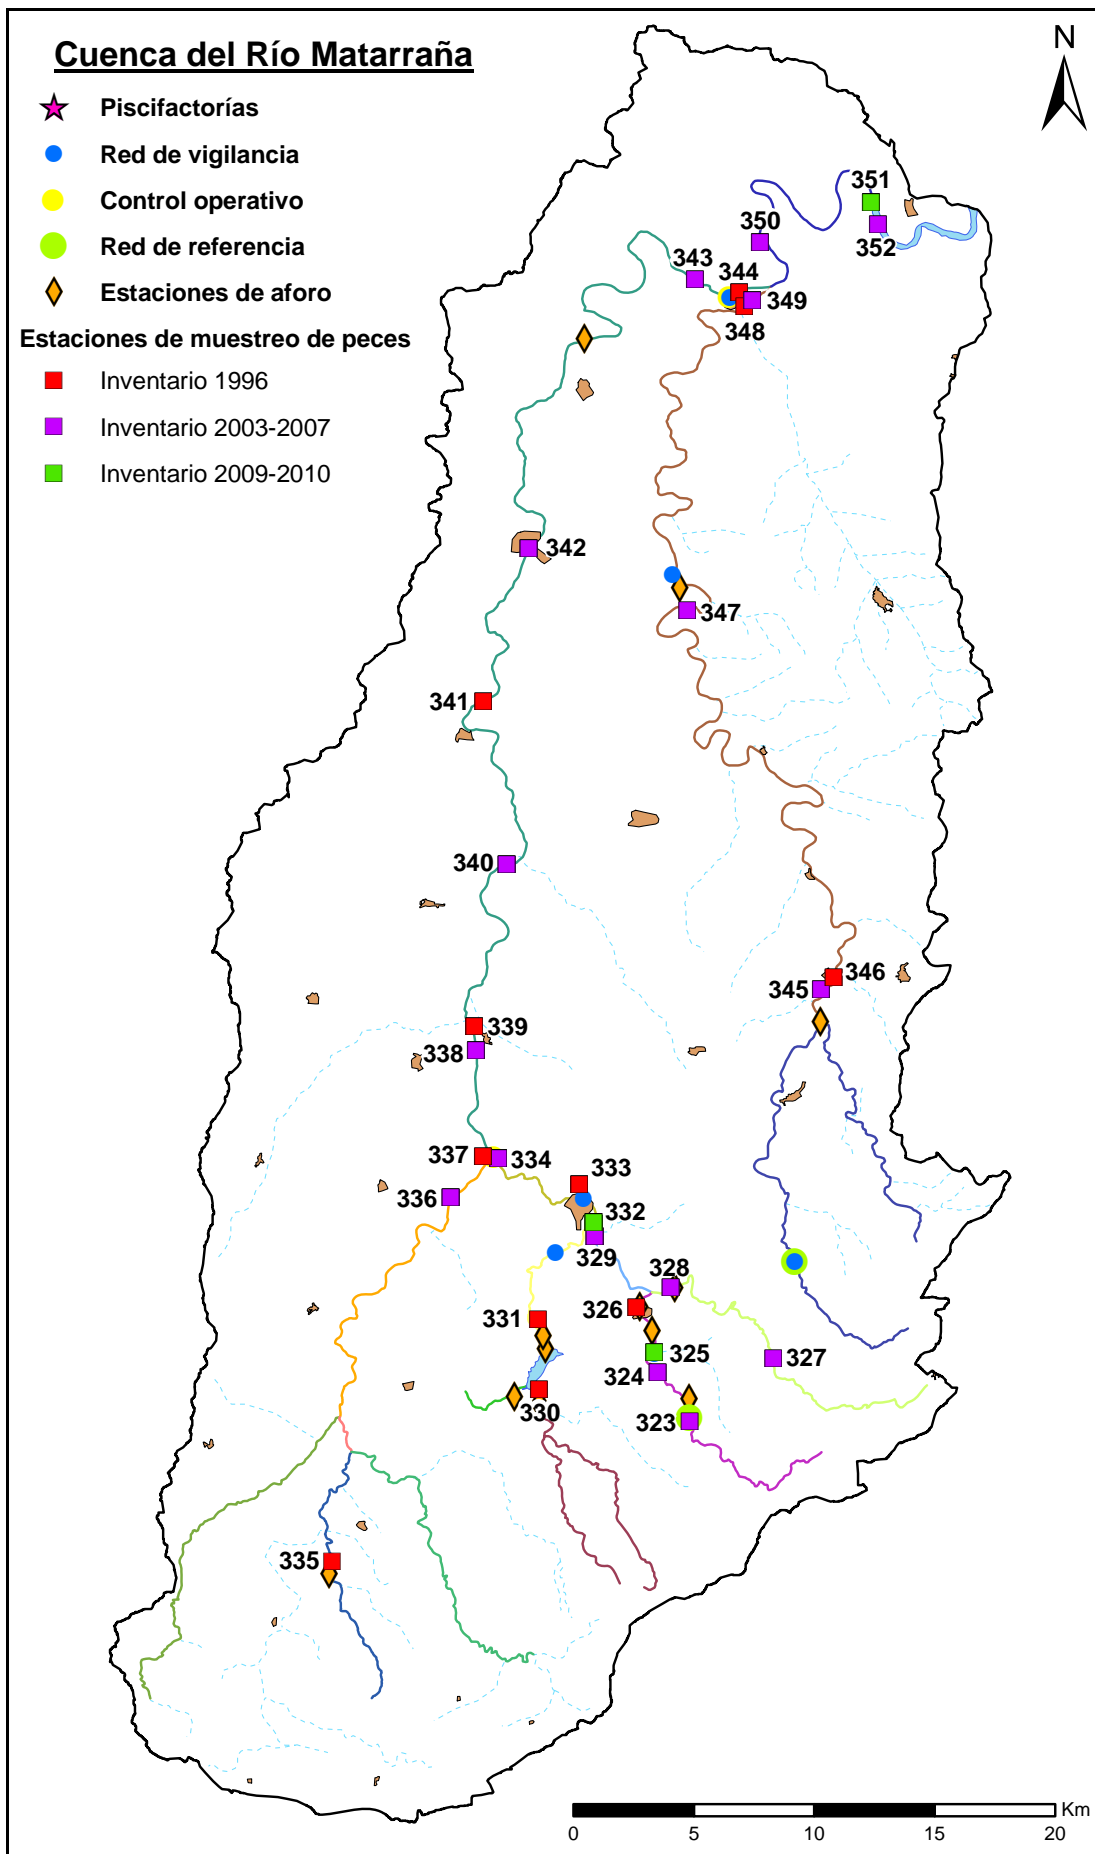 Cuenca del Río Matarraña
N
Piscifactorías
Red de vigilancia
Control operativo
Red de referencia
Estaciones de aforo
Estaciones de muestreo de peces
Inventario 1996
Inventario 2003-2007
Inventario 2009-2010
351
352
350
343
344
349
348
342
347
341
340
346
345
339
338
337
334
333
336
332
329
328
326
331
325
327
324
330
323
335
Km
0 5 10 15 20